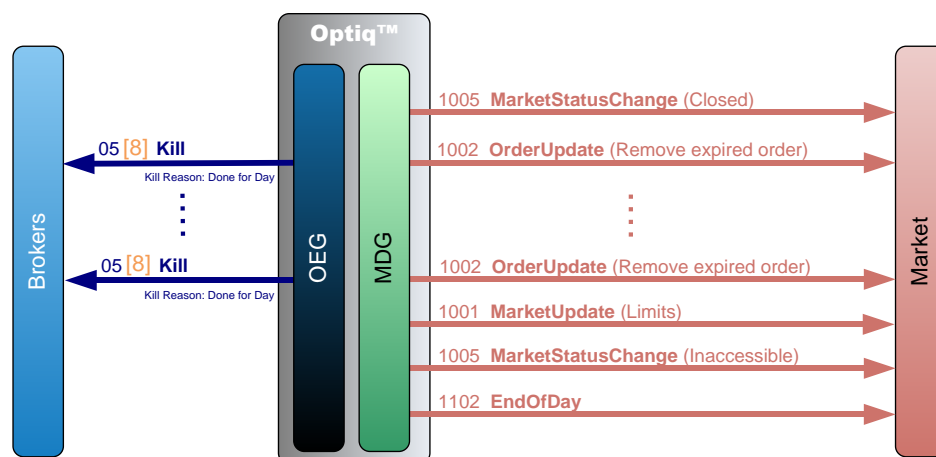 Optiq™
1005 MarketStatusChange (Closed)
05 [8] Kill
1002 OrderUpdate (Remove expired order)
Kill Reason: Done for Day
Brokers
OEG
MDG
Market
05 [8] Kill
1002 OrderUpdate (Remove expired order)
Kill Reason: Done for Day
1001 MarketUpdate (Limits)
1005 MarketStatusChange (Inaccessible)
1102 EndOfDay